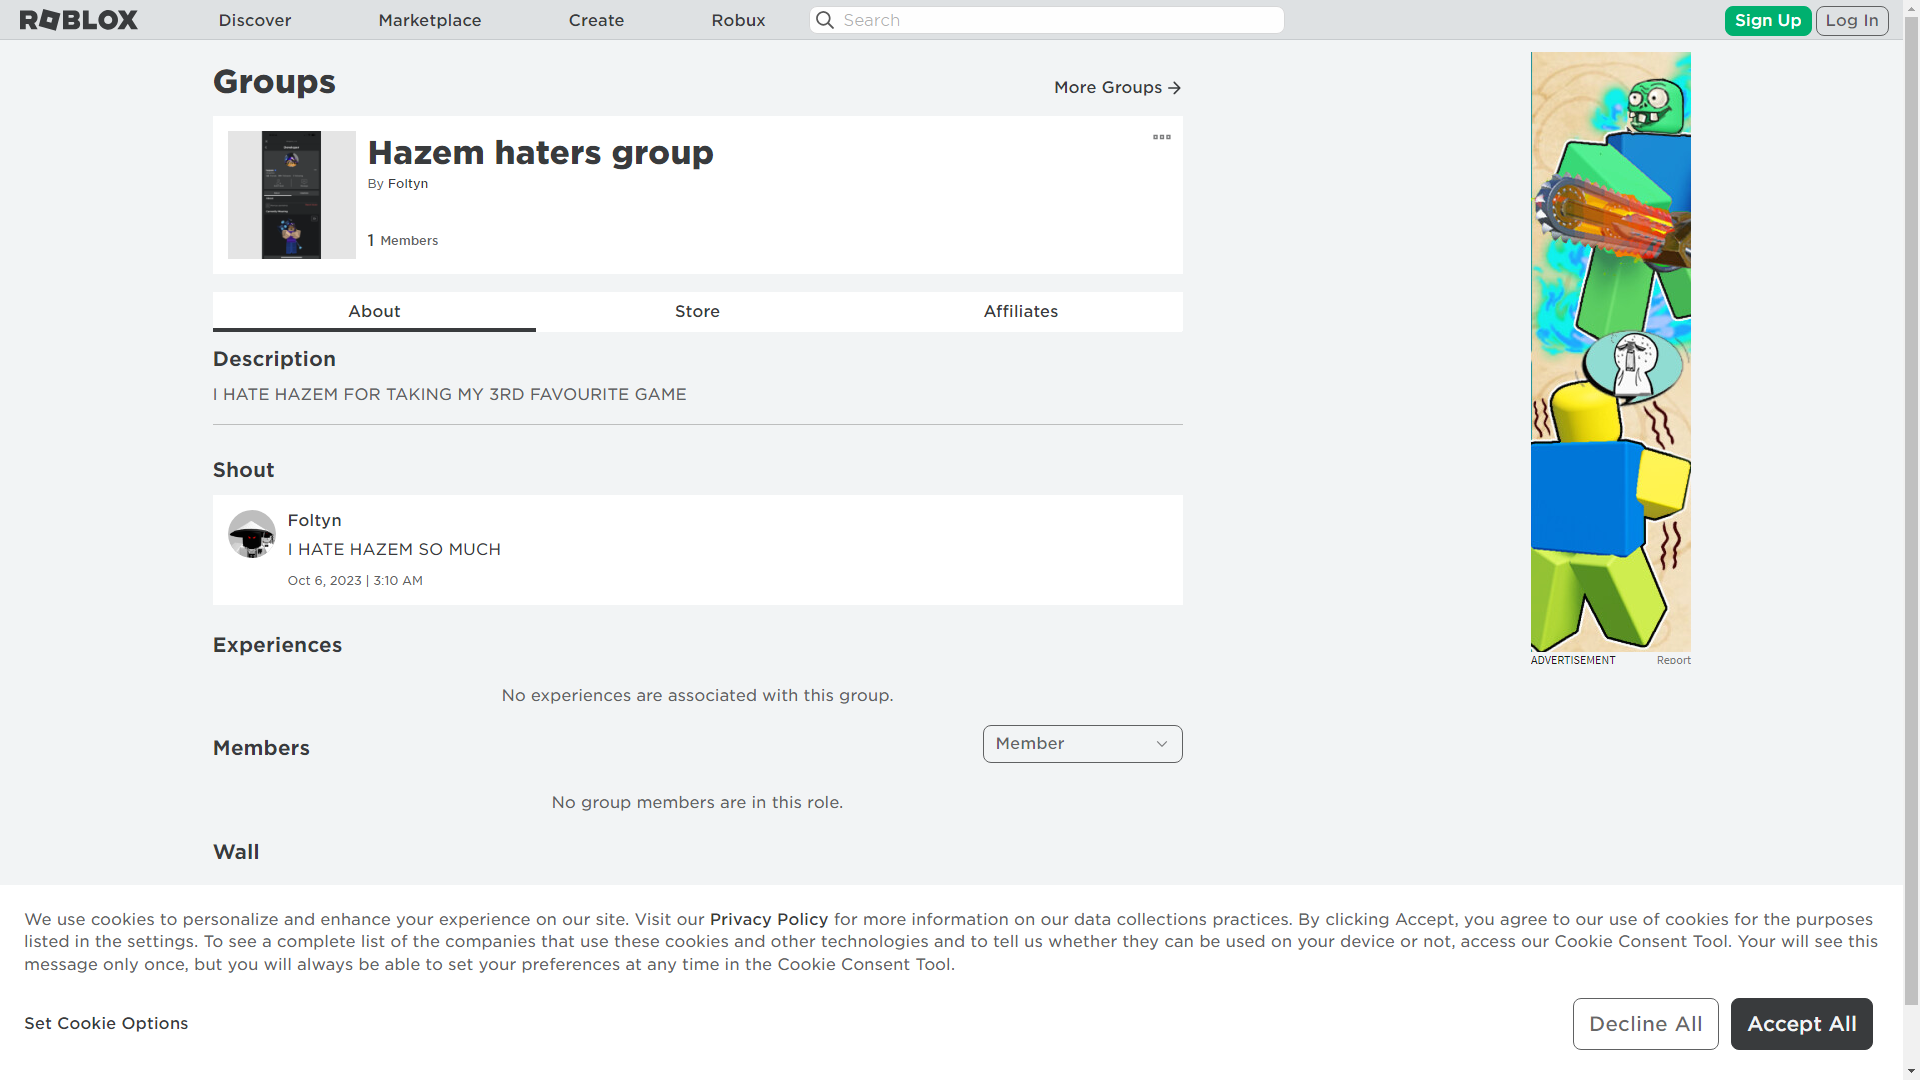 ROBLOX
Discover
Marketplace
Create
Robux
Search
Sign Up
Log In
Groups
More Groups
Hazem haters group
By Foltyn
1 Members
About
Store
Affiliates
Description
I HATE HAZEM FOR TAKING MY 3RD FAVOURITE GAME
Shout
Foltyn
I HATE HAZEM SO MUCH
Oct 6, 2023 | 3:10 AM
Experiences
No experiences are associated with this group.
Members
Member
No group members are in this role.
Wall
ADVERTISEMENT
Report
We use cookies to personalize and enhance your experience on our site. Visit our Privacy Policy for more information on our data collections practices. By clicking Accept, you agree to our use of cookies for the purposes
listed in the settings. To see a complete list of the companies that use these cookies and other technologies and to tell us whether they can be used on your device or not, access our Cookie Consent Tool. Your will see this
message only once, but you will always be able to set your preferences at any time in the Cookie Consent Tool.
Set Cookie Options
Decline All
Accept All